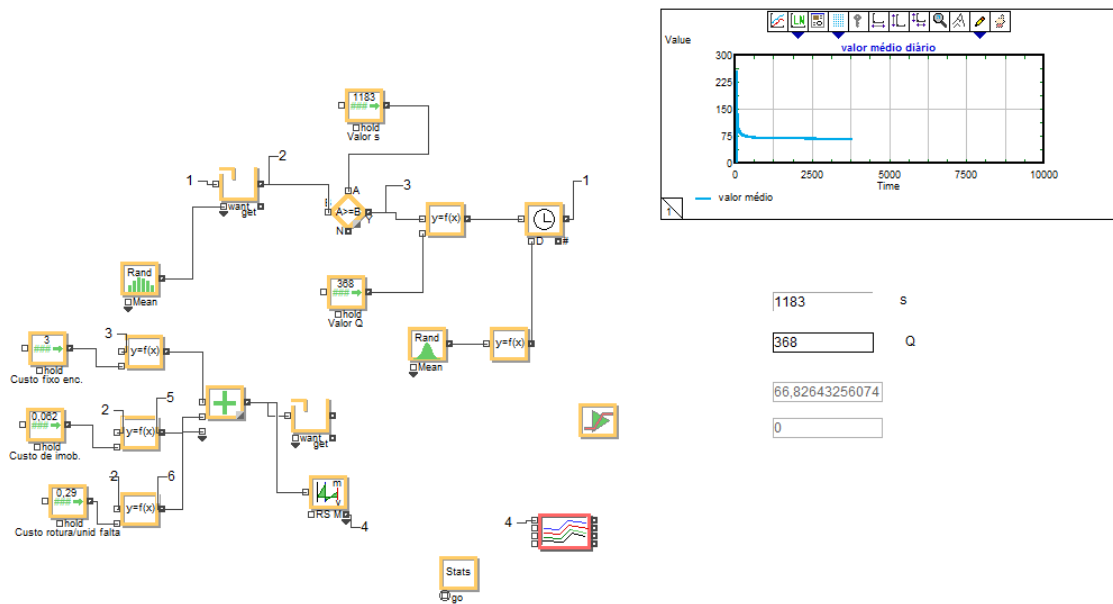 LN
Value
valor médio diário
300
225
150
75
0
0
2500
5000
7500
10000
Time
valor médio
1
1183
hold
Valor s
1
2
want
get
A
A>=B
Y
N
3
y=f(x)
D
#
1
Rand
Mean
368
hold
Valor Q
Rand
Mean
y=f(x)
1183 s
368 Q
66,82643256074
0
3
hold
Custo fixo enc.
3
y=f(x)
0,062
hold
Custo de imob.
2
y=f(x)
5
0,29
hold
Custo rotura/unid falta
2
y=f(x)
6
want
get
m
v
RS M
4
4
Stats
go